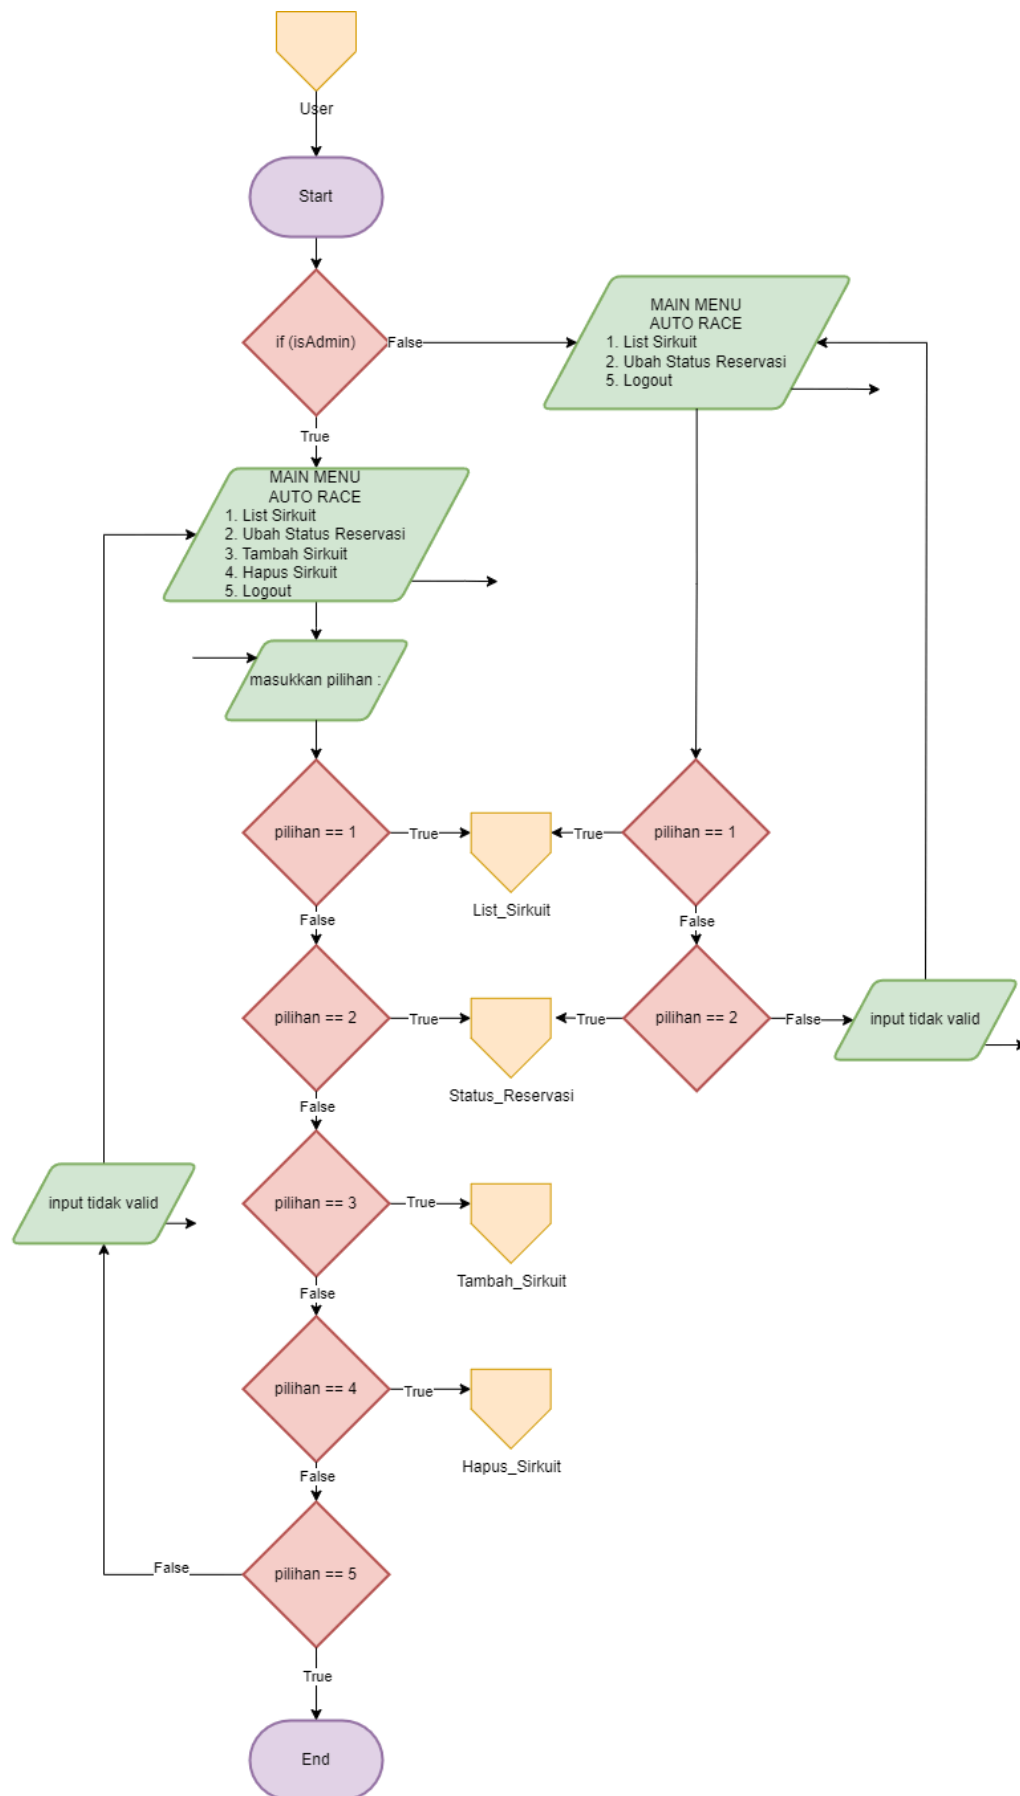 User
Start
if (isAdmin)
False
MAIN MENU
AUTO RACE
1. List Sirkuit
2. Ubah Status Reservasi
5. Logout
True
MAIN MENU
AUTO RACE
1. List Sirkuit
2. Ubah Status Reservasi
3. Tambah Sirkuit
4. Hapus Sirkuit
5. Logout
masukkan pilihan :
pilihan == 1
True
List_Sirkuit
True
pilihan == 1
False
False
pilihan == 2
True
Status_Reservasi
True
pilihan == 2
False
input tidak valid
False
input tidak valid
pilihan == 3
True
Tambah_Sirkuit
False
pilihan == 4
True
Hapus_Sirkuit
False
False
pilihan == 5
True
End